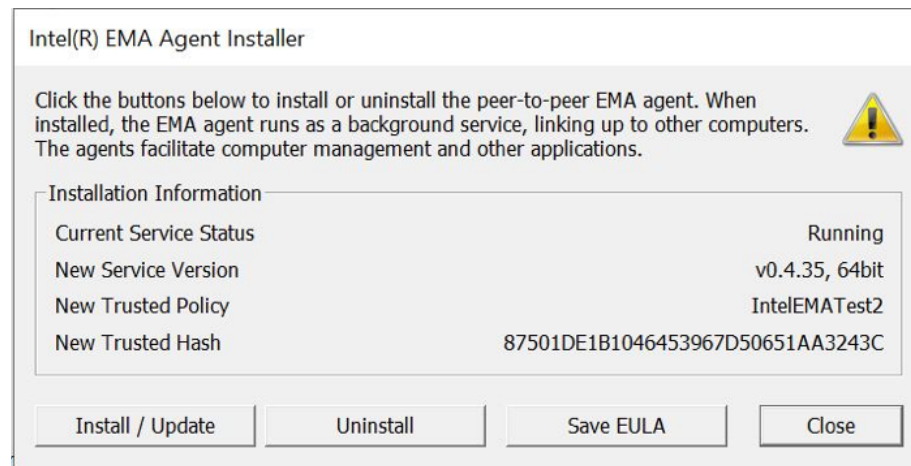 Intel(R) EMA Agent Installer
Click the buttons below to install or uninstall the peer-to-peer EMA agent. When
installed, the EMA agent runs as a background service, linking up to other computers.
The agents facilitate computer management and other applications.
Installation Information
Current Service Status Running
New Service Version v0.4.35, 64bit
New Trusted Policy IntelEMATest2
New Trusted Hash 87501DE1B1046453967D50651AA3243C
Install / Update Uninstall Save EULA Close